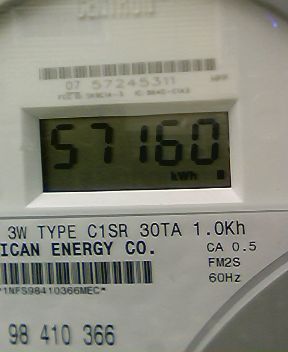 CENTRON
07 57245311
57160
kWh
3W TYPE C1SR 30TA 1.0Kh
ICAN ENERGY CO.
CA 0.5
FM2S
60Hz
*1NFS98410366MEC*
98 410 366